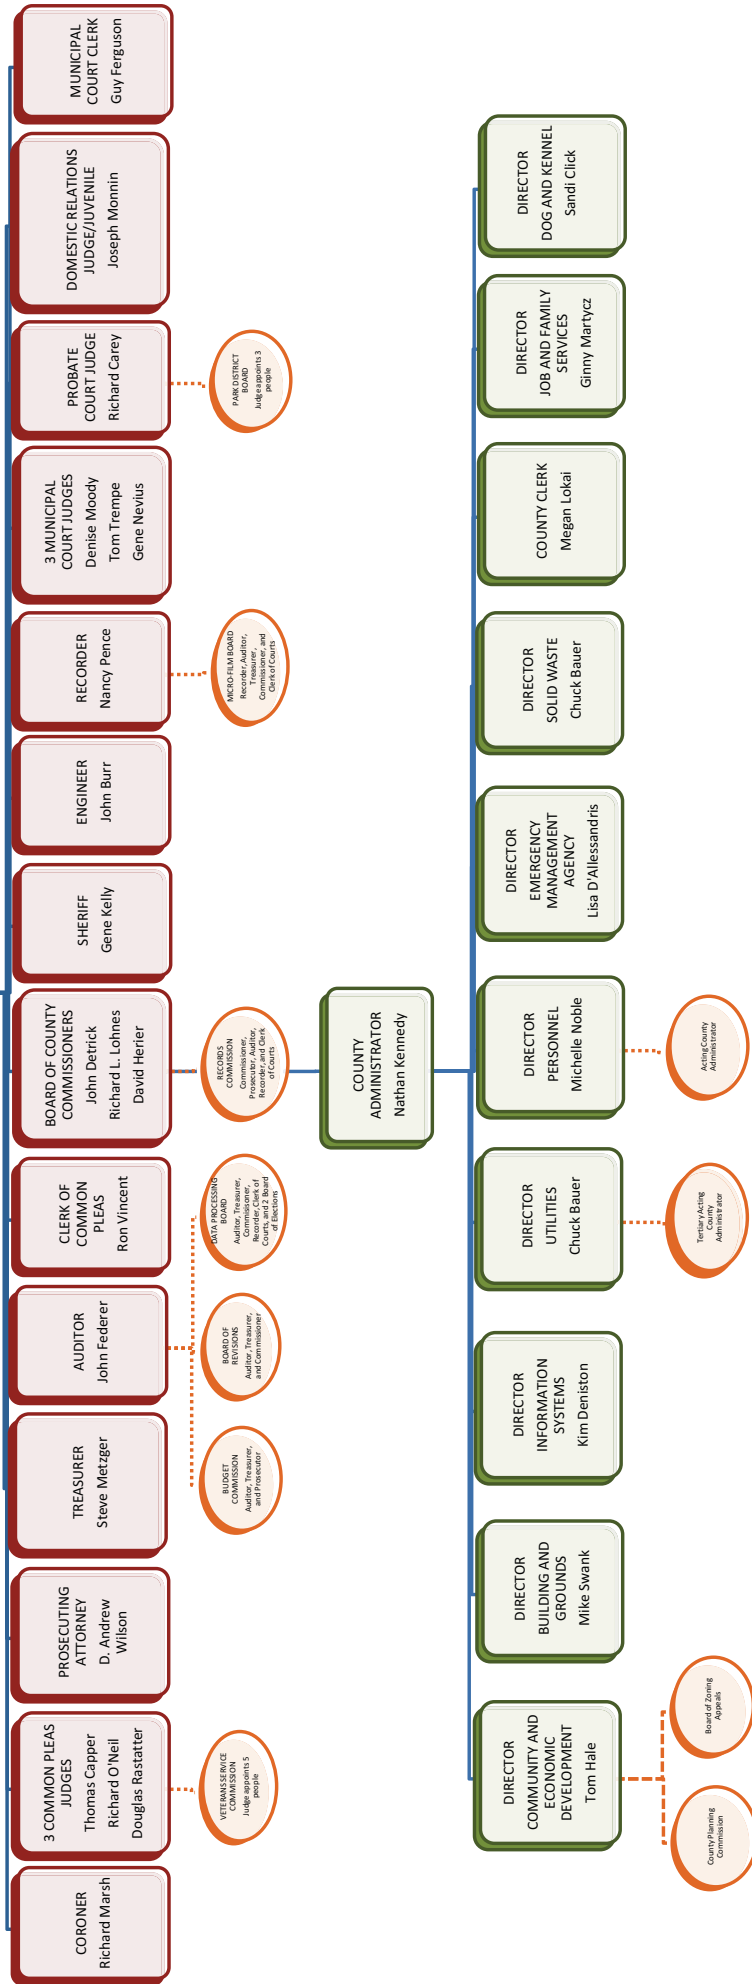 CORONER
Richard Marsh
3 COMMON PLEAS
JUDGES
Thomas Capper
Richard O'Neil
Douglas Rastatter
PROSECUTING
ATTORNEY
D. Andrew
Wilson
TREASURER
Steve Metzger
AUDITOR
John Federer
CLERK OF
COMMON
PLEAS
Ron Vincent
BOARD OF COUNTY
COMMISSIONERS
John Detrick
Richard L. Lohnes
David Herier
SHERIFF
Gene Kelly
ENGINEER
John Burr
RECORDER
Nancy Pence
3 MUNICIPAL
COURT JUDGES
Denise Moody
Tom Trempe
Gene Nevius
PROBATE
COURT JUDGE
Richard Carey
DOMESTIC RELATIONS
JUDGE/JUVENILE
Joseph Monnin
MUNICIPAL
COURT CLERK
Guy Ferguson
VETERANS SERVICE
COMMISSION
Judge appoints 5
people
BUDGET
COMMISSION
Auditor, Treasurer,
and Prosecutor
BOARD OF
REVISIONS
Auditor, Treasurer,
and Commissioner
DATA PROCESSING
BOARD
Auditor, Treasurer,
Commisisoner,
Recorder, Clerk of
Courts, and 2 Board
of Elections
RECORDS
COMMISSION
Commissioner,
Prosecutor, Auditor,
Recorder, and Clerk
of Courts
MICRO-FILM BOARD
Recorder, Auditor,
Treasurer,
Commissioner, and
Clerk of Courts
PARK DISTRICT
BOARD
Judge appoints 3
people
COUNTY
ADMINISTRATOR
Nathan Kennedy
DIRECTOR
COMMUNITY AND
ECONOMIC
DEVELOPMENT
Tom Hale
DIRECTOR
BUILDING AND
GROUNDS
Mike Swank
DIRECTOR
INFORMATION
SYSTEMS
Kim Deniston
DIRECTOR
UTILITIES
Chuck Bauer
DIRECTOR
PERSONNEL
Michelle Noble
DIRECTOR
EMERGENCY
MANAGEMENT
AGENCY
Lisa D'Allessandris
DIRECTOR
SOLID WASTE
Chuck Bauer
COUNTY CLERK
Megan Lokai
DIRECTOR
JOB AND FAMILY
SERVICES
Ginny Martycz
DIRECTOR
DOG AND KENNEL
Sandi Click
County Planning
Commission
Board of Zoning
Appeals
Tertiary Acting
County
Administrator
Acting County
Administrator